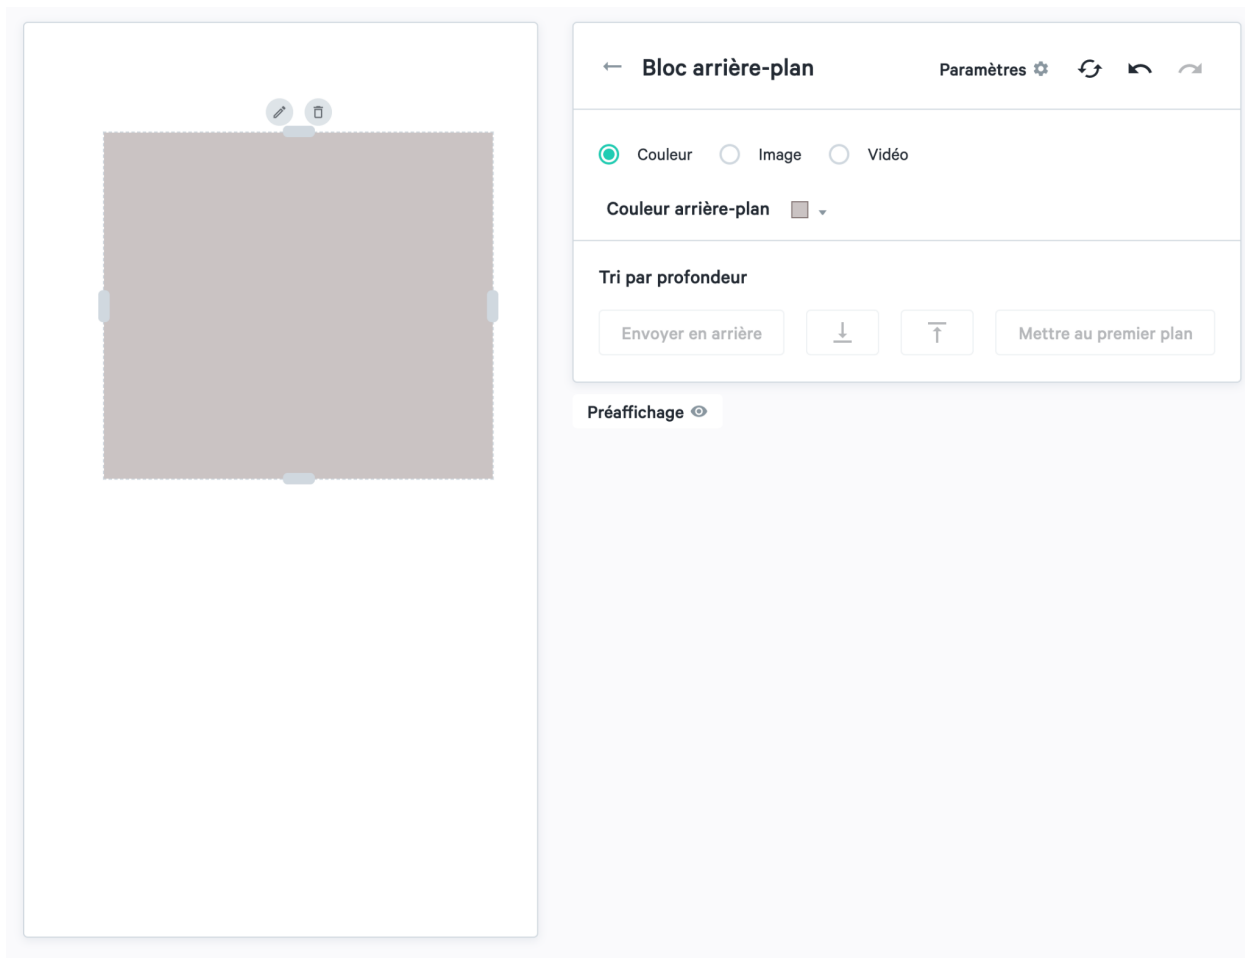 Bloc arrière-plan
Paramètres
Couleur
Image
Vidéo
Couleur arrière-plan
Tri par profondeur
Envoyer en arrière
Mettre au premier plan
Préaffichage